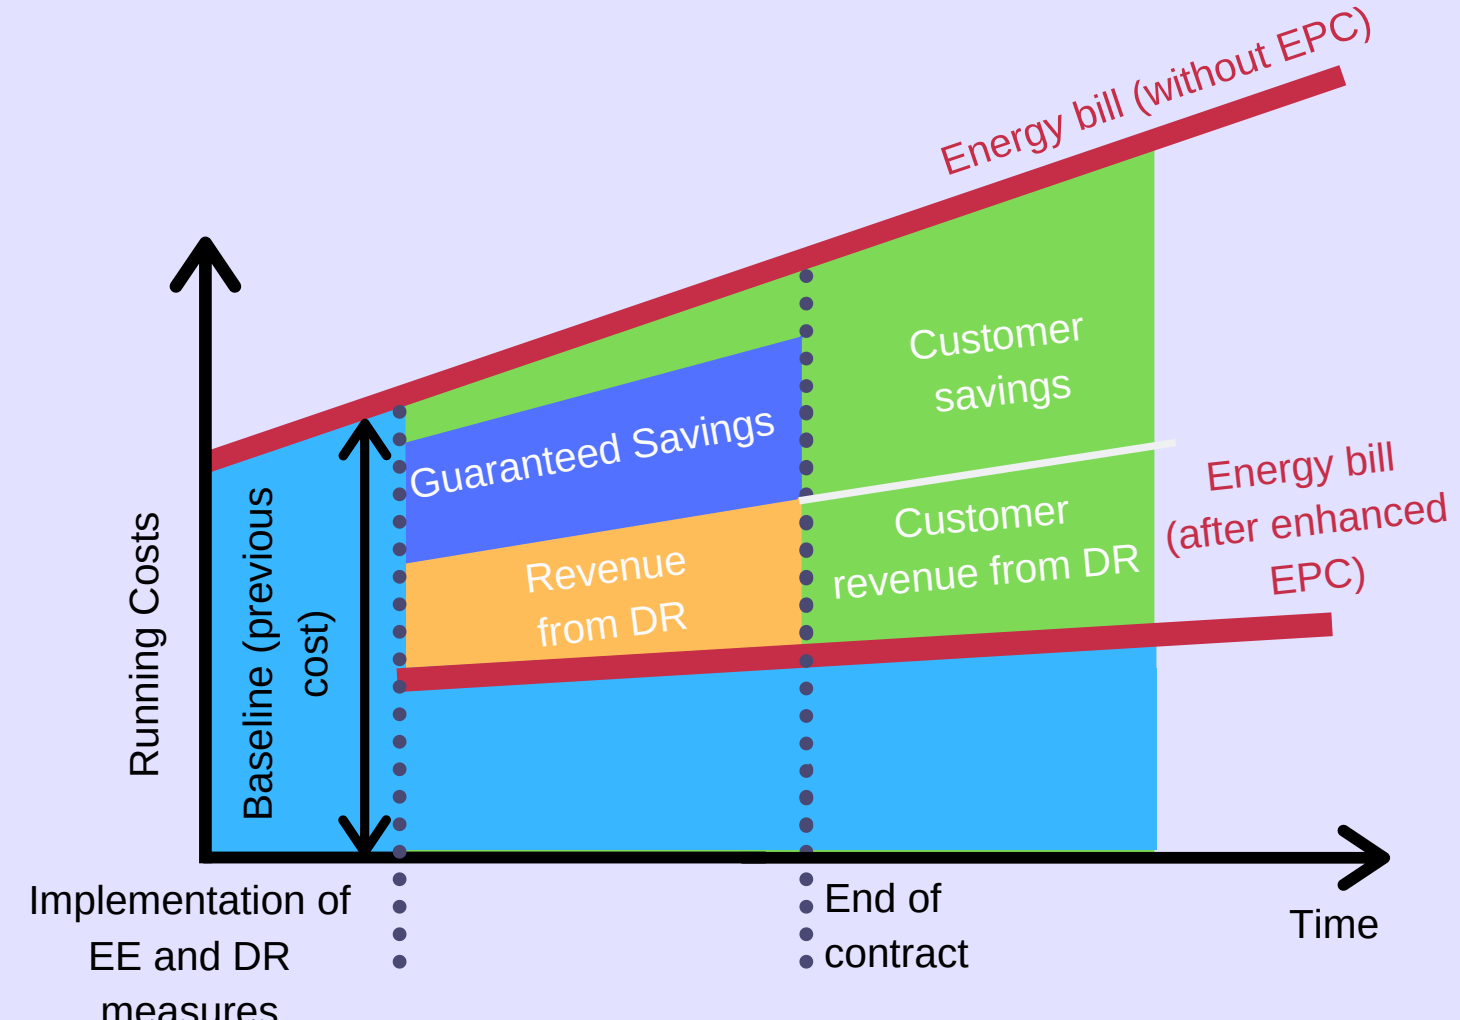 Energy bill (without EPC)
Customer
savings
Guaranteed Savings
Energy bill
(after enhanced
EPC)
Customer
revenue from DR
Revenue
from DR
Running Costs
Baseline (previous
cost)
Implementation of
EE and DR
measures
End of
contract
Time